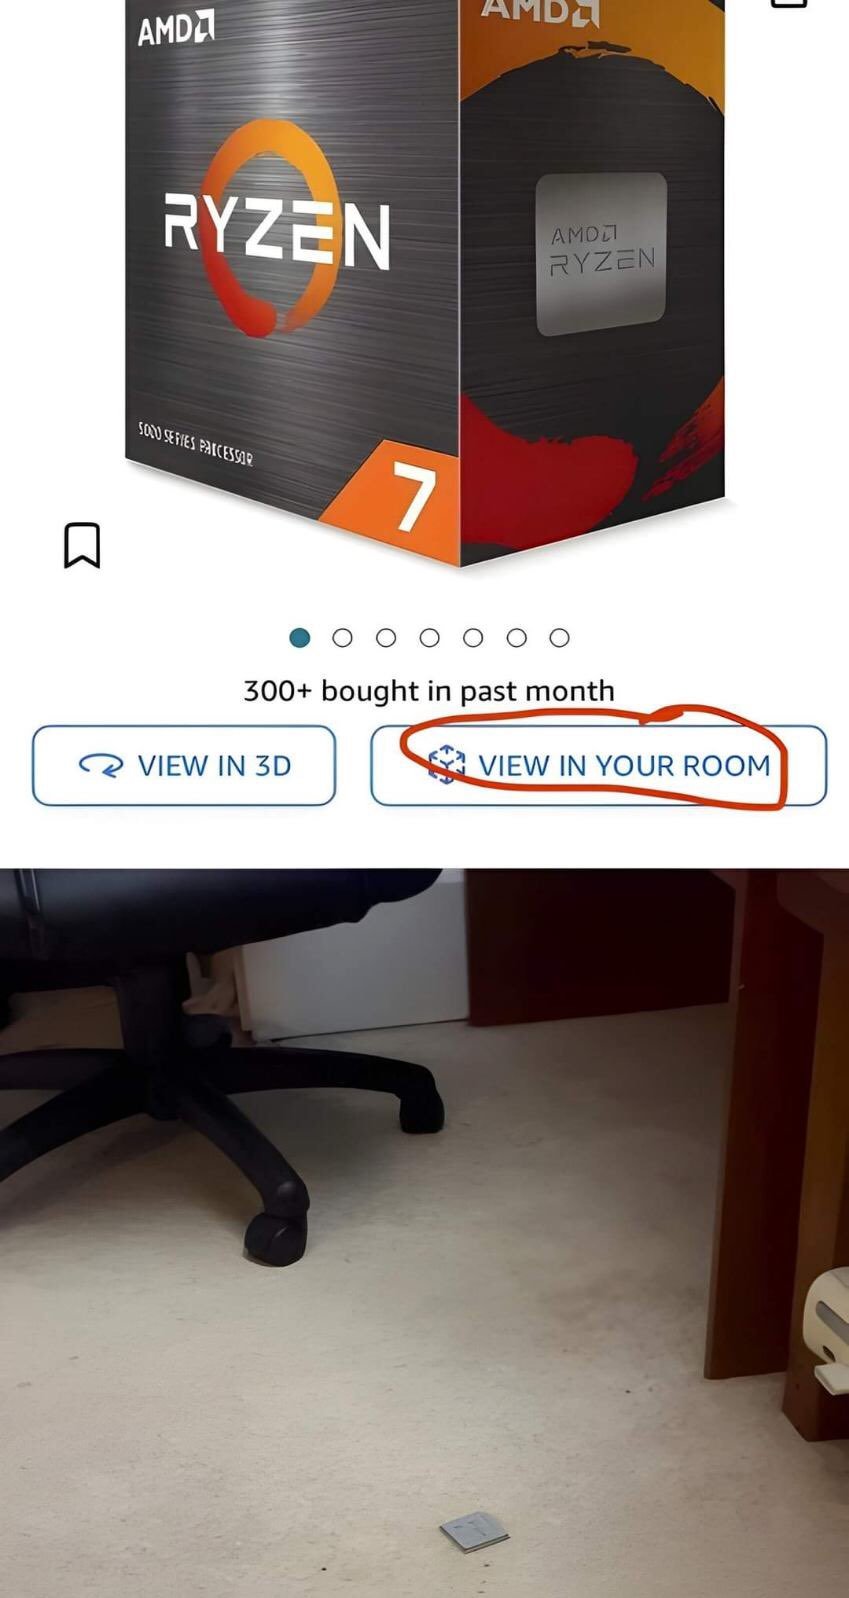 AMD
AMD
RYZEN
AMD
RYZEN
5000 SERIES PROCESSOR
7
300+ bought in past month
VIEW IN 3D
VIEW IN YOUR ROOM